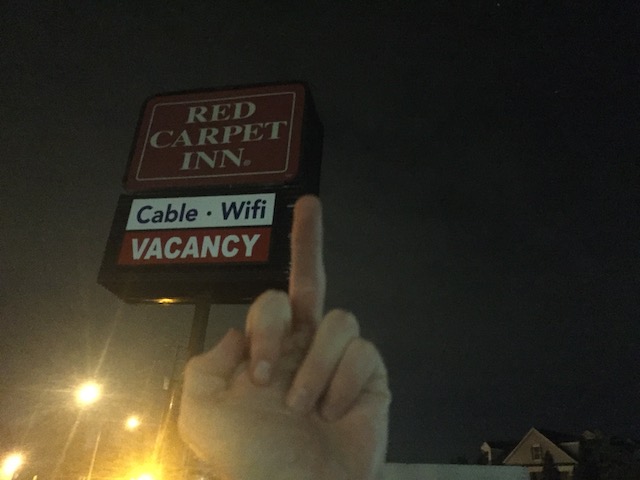 RED
CARPET
INN
Cable · Wifi
VACANCY